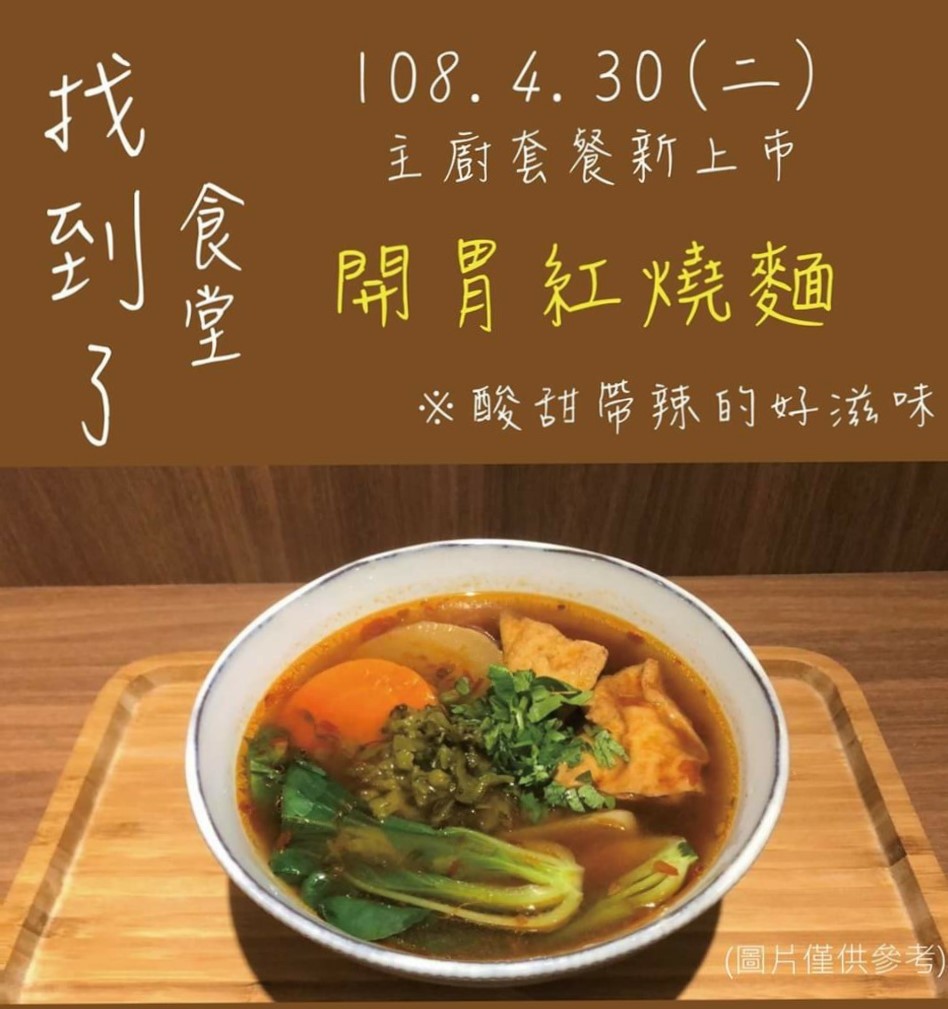 找到了
食堂
108.4.30(二)
主廚套餐新上市
開胃紅燒麵
※酸甜帶辣的好滋味
(圖片僅供參考)